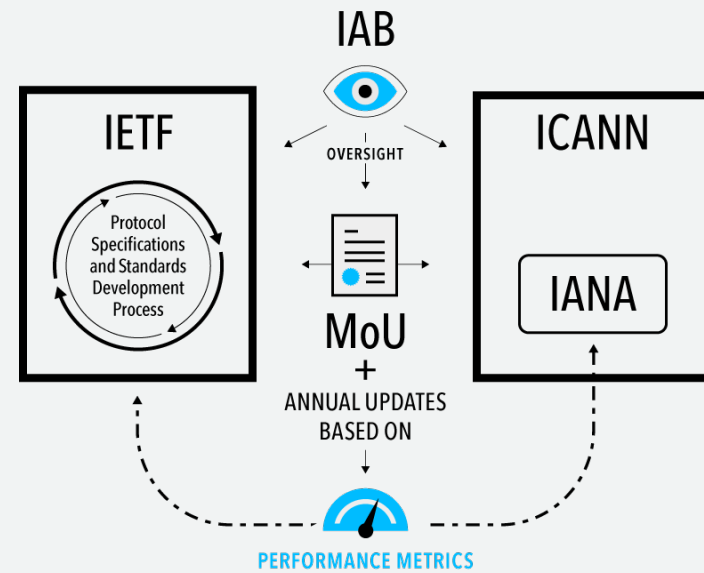 IAB
OVERSIGHT
IETF
Protocol
Specifications
and Standards
Development
Process
MoU
+
ANNUAL UPDATES
BASED ON
PERFORMANCE METRICS
ICANN
IANA